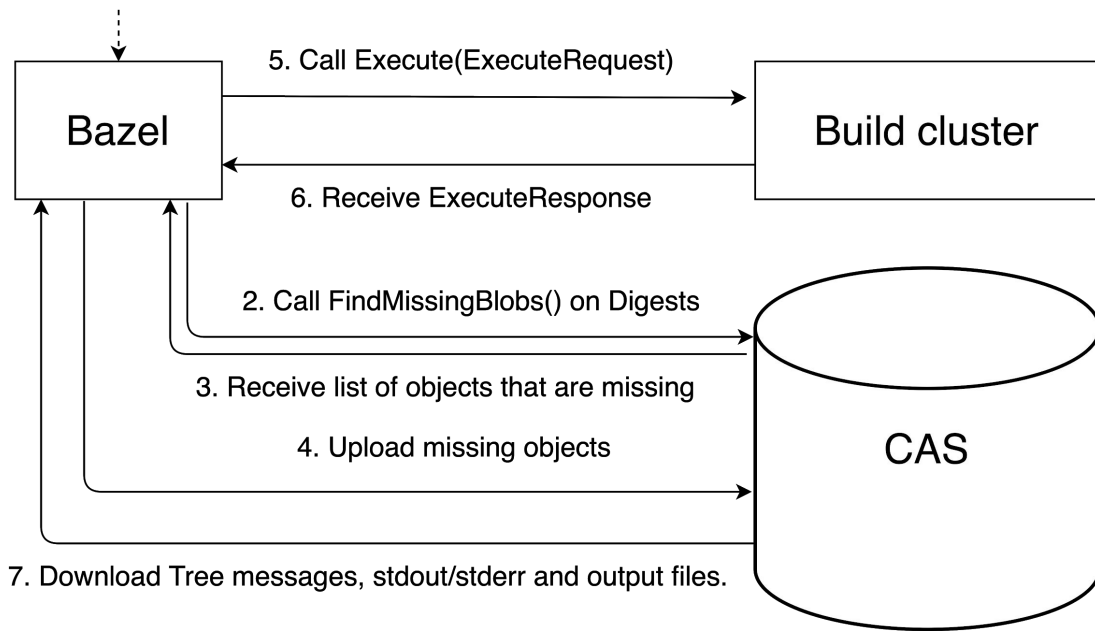 5. Call Execute(ExecuteRequest)
Bazel
Build cluster
6. Receive ExecuteResponse
2. Call FindMissingBlobs() on Digests
3. Receive list of objects that are missing
4. Upload missing objects
CAS
7. Download Tree messages, stdout/stderr and output files.